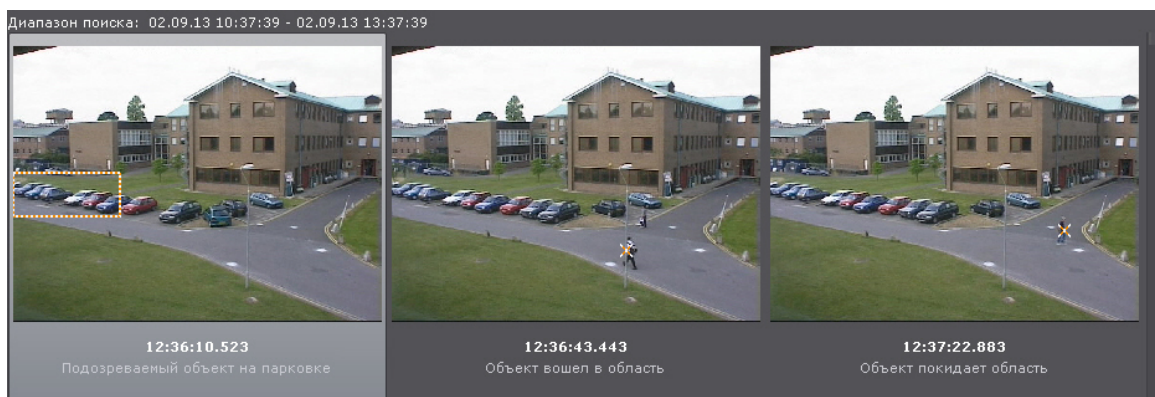 Диапазон поиска: 02.09.13 10:37:39 - 02.09.13 13:37:39
12:36:10.523
Подозреваемый объект на парковке
12:36:43.443
Объект вошел в область
12:37:22.883
Объект покидает область